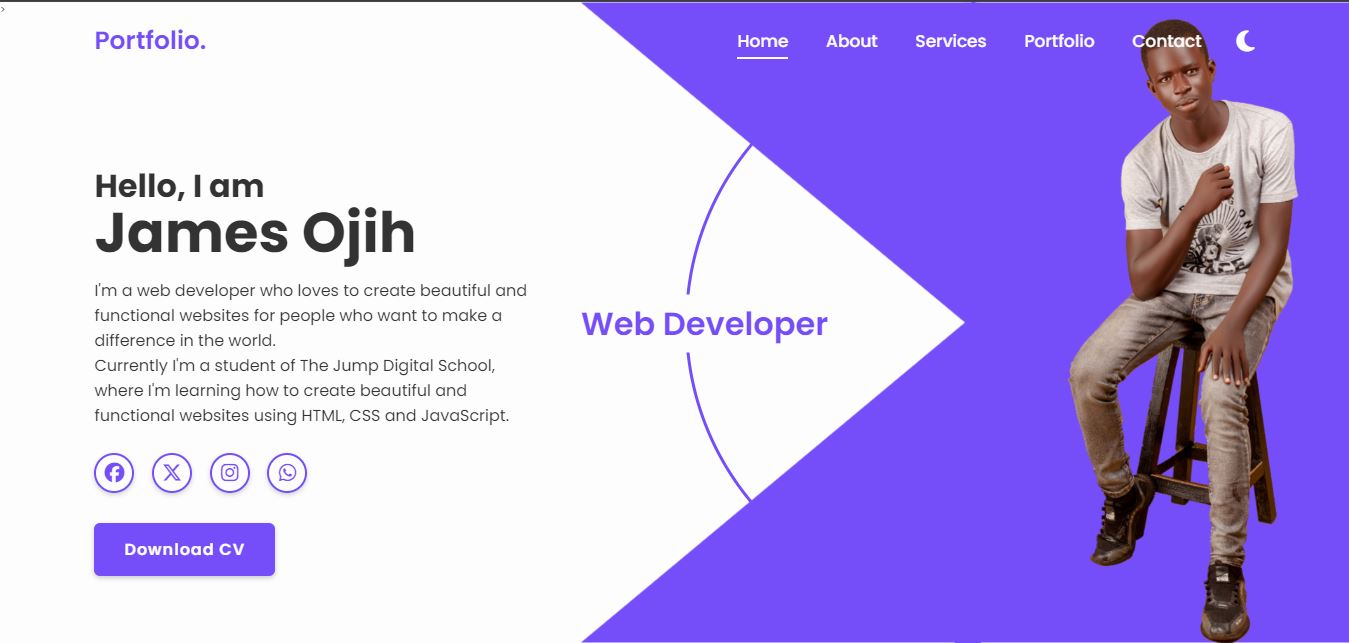 >
Portfolio.
Home About Services Portfolio Contact
Hello, I am
James Ojih
I'm a web developer who loves to create beautiful and
functional websites for people who want to make a
difference in the world.
Currently I'm a student of The Jump Digital School,
where I'm learning how to create beautiful and
functional websites using HTML, CSS and JavaScript.
Download CV
Web Developer